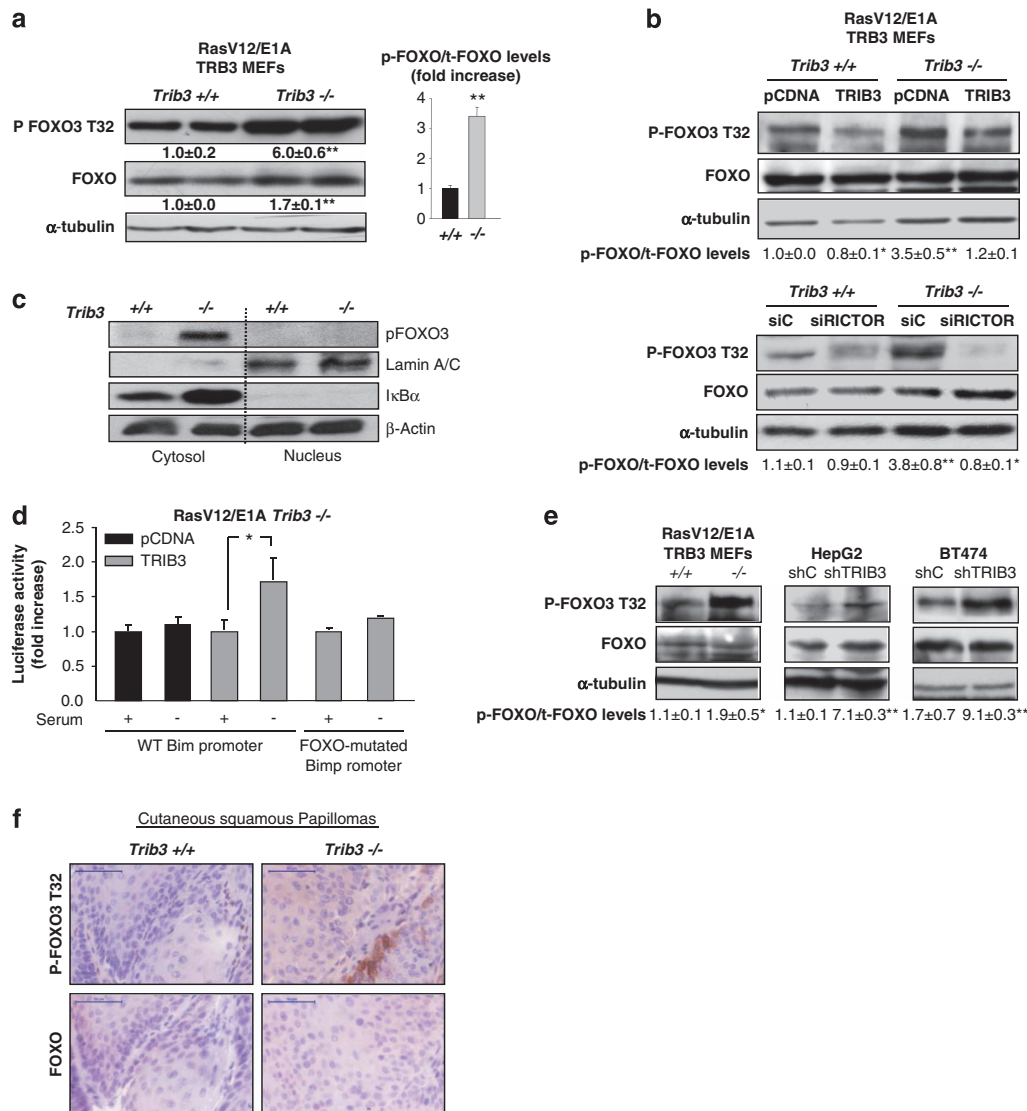 a
RasV12/E1A
TRB3 MEFs
Trib3 +/+ Trib3 -/-
P FOXO3 T32
1.0±0.2 6.0±0.6**
FOXO
1.0±0.0 1.7±0.1**
α-tubulin
p-FOXO/t-FOXO levels
(fold increase)
4
3
2
1
0
**
+/+ -/-
b
RasV12/E1A
TRB3 MEFs
Trib3 +/+ Trib3 -/-
pCDNA TRIB3 pCDNA TRIB3
P-FOXO3 T32
FOXO
α-tubulin
p-FOXO/t-FOXO levels 1.0±0.0 0.8±0.1* 3.5±0.5** 1.2±0.1
Trib3 +/+ Trib3 -/-
siC siRICTOR siC siRICTOR
P-FOXO3 T32
FOXO
α-tubulin
p-FOXO/t-FOXO levels 1.1±0.1 0.9±0.1 3.8±0.8** 0.8±0.1*
c
Trib3 +/+ -/- +/+ -/-
pFOXO3
Lamin A/C
IκBα
β-Actin
Cytosol Nucleus
d
RasV12/E1A Trib3 -/-
Luciferase activity
(fold increase)
2.5
2.0
1.5
1.0
0.5
0.0
pCDNA
TRIB3
*
Serum + - + - + -
WT Bim promoter FOXO-mutated
Bimp romoter
e
RasV12/E1A
TRB3 MEFs HepG2 BT474
+/+ -/- shC shTRIB3 shC shTRIB3
P-FOXO3 T32
FOXO
α-tubulin
p-FOXO/t-FOXO levels 1.1±0.1 1.9±0.5* 1.1±0.1 7.1±0.3** 1.7±0.7 9.1±0.3**
f
Cutaneous squamous Papillomas
Trib3 +/+ Trib3 -/-
P-FOXO3 T32
FOXO